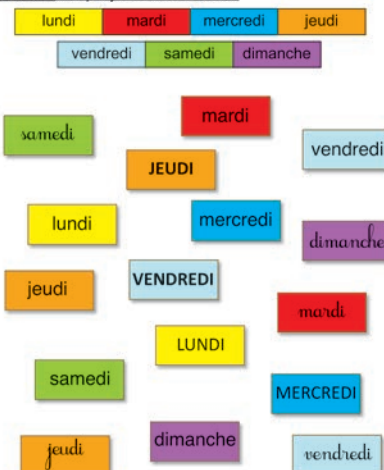 lundi mardi mercredi jeudi
vendredi samedi dimanche
mardi
samedi
vendredi
JEUDI
lundi
mercredi
dimanche
jeudi
VENDREDI
mardi
LUNDI
samedi
MERCREDI
dimanche
jeudi
vendredi